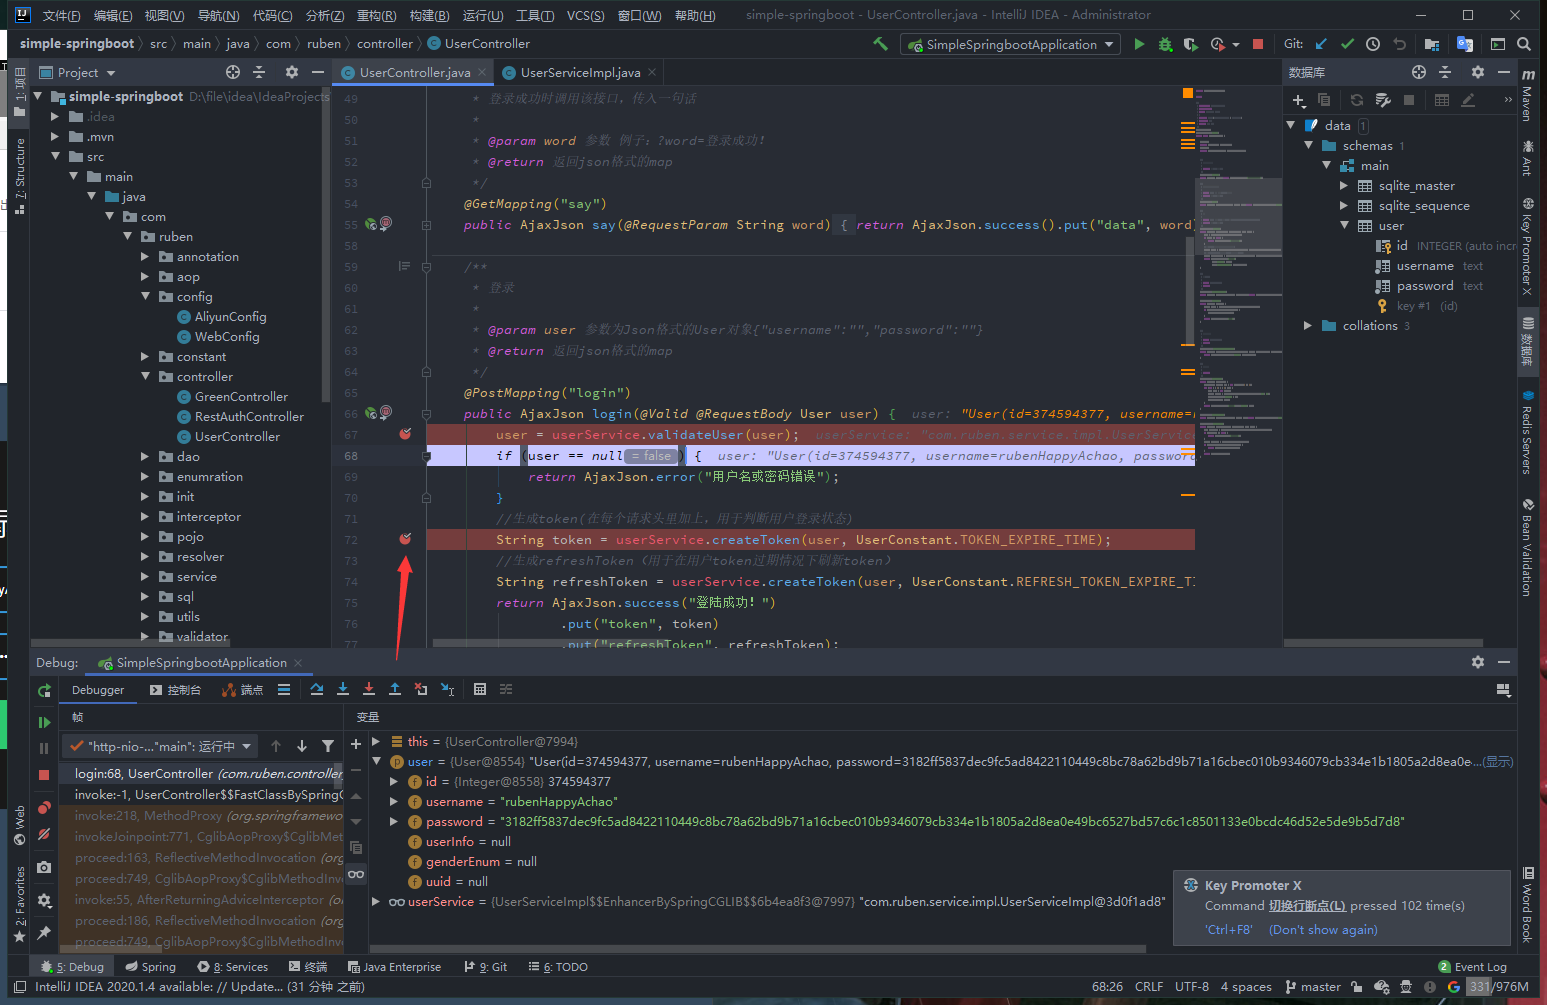 文件(F) 编辑(E) 视图(V) 导航(N) 代码(C) 分析(Z) 重构(R) 构建(B) 运行(U) 工具(T) VCS(S) 窗口(W) 帮助(H) simple-springboot - UserController.java - IntelliJ IDEA - Administrator
simple-springboot src main java com ruben controller UserController SimpleSpringbootApplication Git:
Project
UserController.java UserServiceImpl.java
数据库
simple-springboot D:\file\idea\IdeaProjects
.idea
.mvn
src
main
java
com
ruben
annotation
aop
config
AliyunConfig
WebConfig
constant
controller
GreenController
RestAuthController
UserController
dao
enumration
init
interceptor
pojo
resolver
service
sql
utils
validator
49 * 登录成功时调用该接口，传入一句话
50 *
51 * @param word 参数 例子：?word=登录成功！
52 * @return 返回json格式的map
53 */
54 @GetMapping("say")
55 public AjaxJson say(@RequestParam String word) { return AjaxJson.success().put("data", word)
58
59 /**
60 * 登录
61 *
62 * @param user 参数为Json格式的User对象{"username":"","password":""}
63 * @return 返回json格式的map
64 */
65 @PostMapping("login")
66 public AjaxJson login(@Valid @RequestBody User user) { user: "User(id=374594377, username=r
67 user = userService.validateUser(user); userService: "com.ruben.service.impl.UserService
68 if (user == null = false ) { user: "User(id=374594377, username=rubenHappyAchao, password
69 return AjaxJson.error("用户名或密码错误");
70 }
71 //生成token(在每个请求头里加上，用于判断用户登录状态)
72 String token = userService.createToken(user, UserConstant.TOKEN_EXPIRE_TIME);
73 //生成refreshToken（用于在用户token过期情况下刷新token）
74 String refreshToken = userService.createToken(user, UserConstant.REFRESH_TOKEN_EXPIRE_TI
75 return AjaxJson.success("登陆成功！")
76 .put("token", token)
77 .put("refreshToken", refreshToken);
data 1
schemas 1
main
sqlite_master
sqlite_sequence
user
id INTEGER (auto incr
username text
password text
key #1 (id)
collations 3
1: 项目
7: Structure
Web
2: Favorites
Maven
Ant
Key Promoter X
数据库
Redis Servers
Bean Validation
Word Book
Debug: SimpleSpringbootApplication
Debugger 控制台 端点
帧
变量
"http-nio-..."main": 运行中
login:68, UserController (com.ruben.controller
invoke:-1, UserController$$FastClassBySpringC
invoke:218, MethodProxy (org.springframewo
invokeJoinpoint:771, CglibAopProxy$CglibMeth
proceed:163, ReflectiveMethodInvocation (org
proceed:749, CglibAopProxy$CglibMethodInv
invoke:55, AfterReturningAdviceInterceptor (o
proceed:186, ReflectiveMethodInvocation (org
proceed:749, CglibAopProxy$CglibMethodInv
this = {UserController@7994}
user = {User@8554} "User(id=374594377, username=rubenHappyAchao, password=3182ff5837dec9fc5ad8422110449c8bc78a62bd9b71a16cbec010b9346079cb334e1b1805a2d8ea0e...(显示)
id = {Integer@8558} 374594377
username = "rubenHappyAchao"
password = "3182ff5837dec9fc5ad8422110449c8bc78a62bd9b71a16cbec010b9346079cb334e1b1805a2d8ea0e49bc6527bd57c6c1c8501133e0bcdc46d52e5de9b5d7d8"
userInfo = null
genderEnum = null
uuid = null
userService = {UserServiceImpl$$EnhancerBySpringCGLIB$$6b4ea8f3@7997} "com.ruben.service.impl.UserServiceImpl@3d0f1ad8"
Key Promoter X
Command 切换行断点(L) pressed 102 time(s)
'Ctrl+F8' (Don't show again)
5: Debug Spring 8: Services 终端 Java Enterprise 9: Git 6: TODO 2 Event Log
IntelliJ IDEA 2020.1.4 available: // Update... (31 分钟 之前) 68:26 CRLF UTF-8 4 spaces master 331/976M